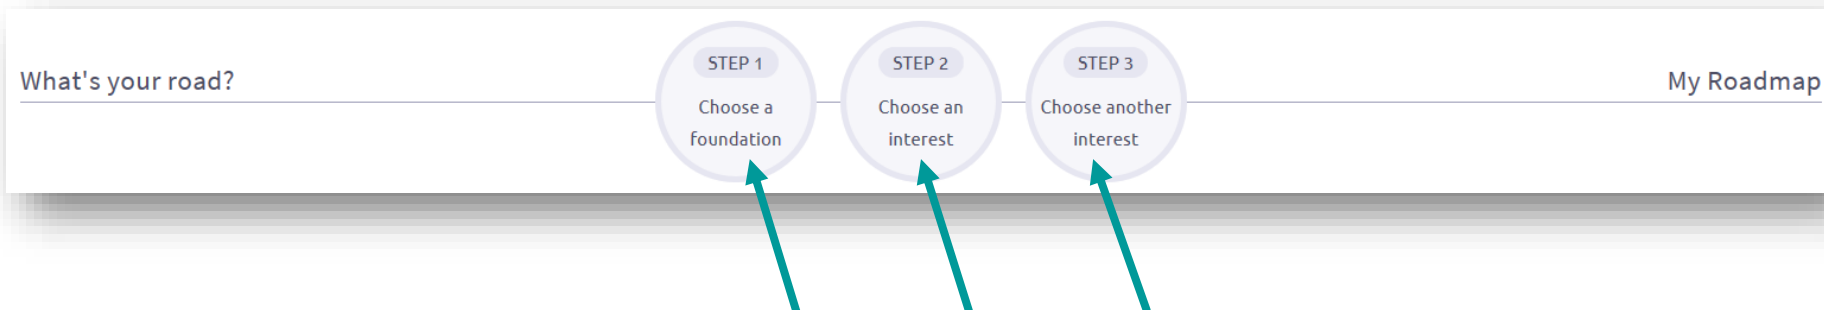 What's your road?
STEP 1
Choose a
foundation
STEP 2
Choose an
interest
STEP 3
Choose another
interest
My Roadmap